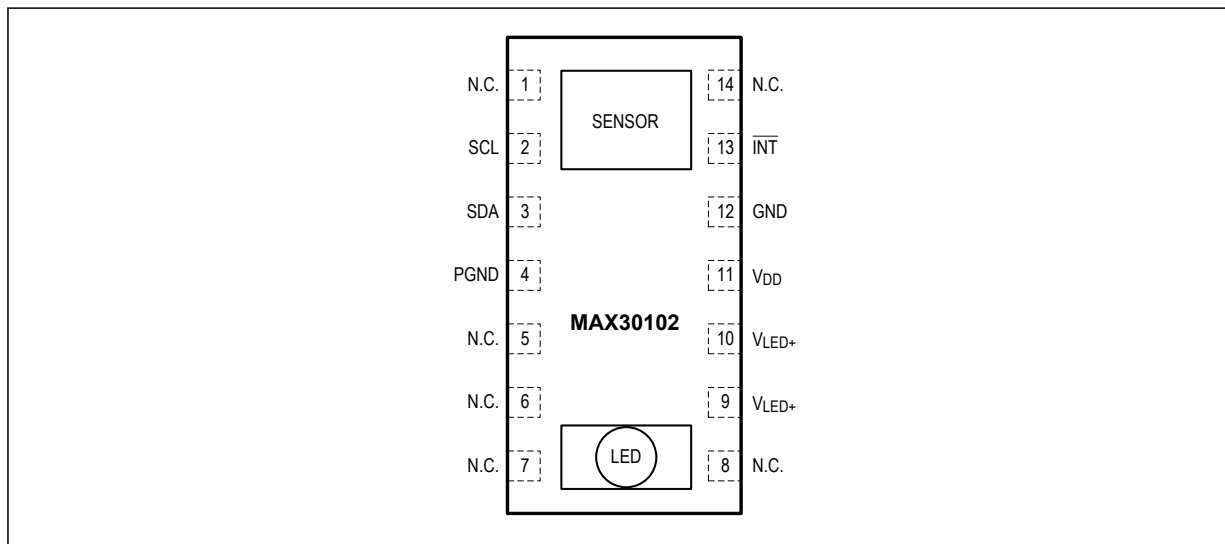 N.C. 1 14 N.C.
SENSOR
SCL 2 13 INT
SDA 3 12 GND
PGND 4 11 VDD
MAX30102
N.C. 5 10 VLED+
N.C. 6 9 VLED+
LED
N.C. 7 8 N.C.